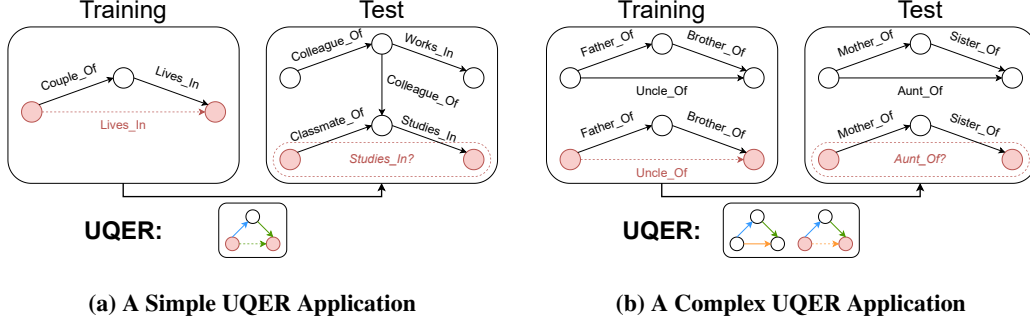 Training
Test
Couple_Of
Lives_In
Lives_In
Colleague_Of
Works_In
Colleague_Of
Classmate_Of
Studies_In
Studies_In?
UQER:
(a) A Simple UQER Application
Training
Test
Father_Of
Brother_Of
Uncle_Of
Father_Of
Brother_Of
Uncle_Of
Mother_Of
Sister_Of
Aunt_Of
Mother_Of
Sister_Of
Aunt_Of?
UQER:
(b) A Complex UQER Application